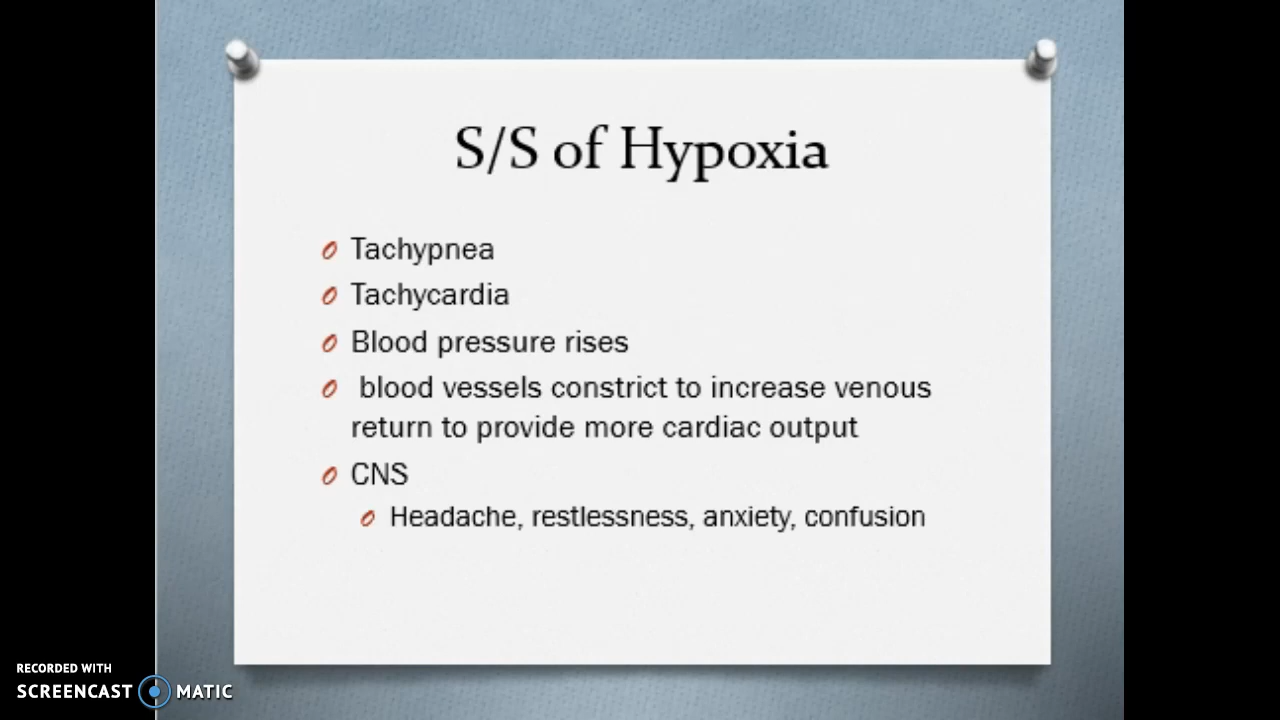 S/S of Hypoxia
Tachypnea
Tachycardia
Blood pressure rises
blood vessels constrict to increase venous
return to provide more cardiac output
CNS
Headache, restlessness, anxiety, confusion
RECORDED WITH
SCREENCAST MATIC